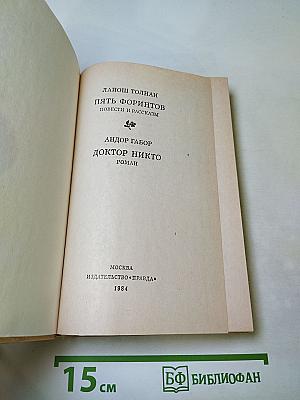 ЛАЙОШ ТОЛНАИ
ПЯТЬ ФОРИНТОВ
ПОВЕСТИ И РАССКАЗЫ
АНДОР ГАБОР
ДОКТОР НИКТО
РОМАН
МОСКВА
ИЗДАТЕЛЬСТВО «ПРАВДА»
1984
15 см
БФ БИБЛИОФАН